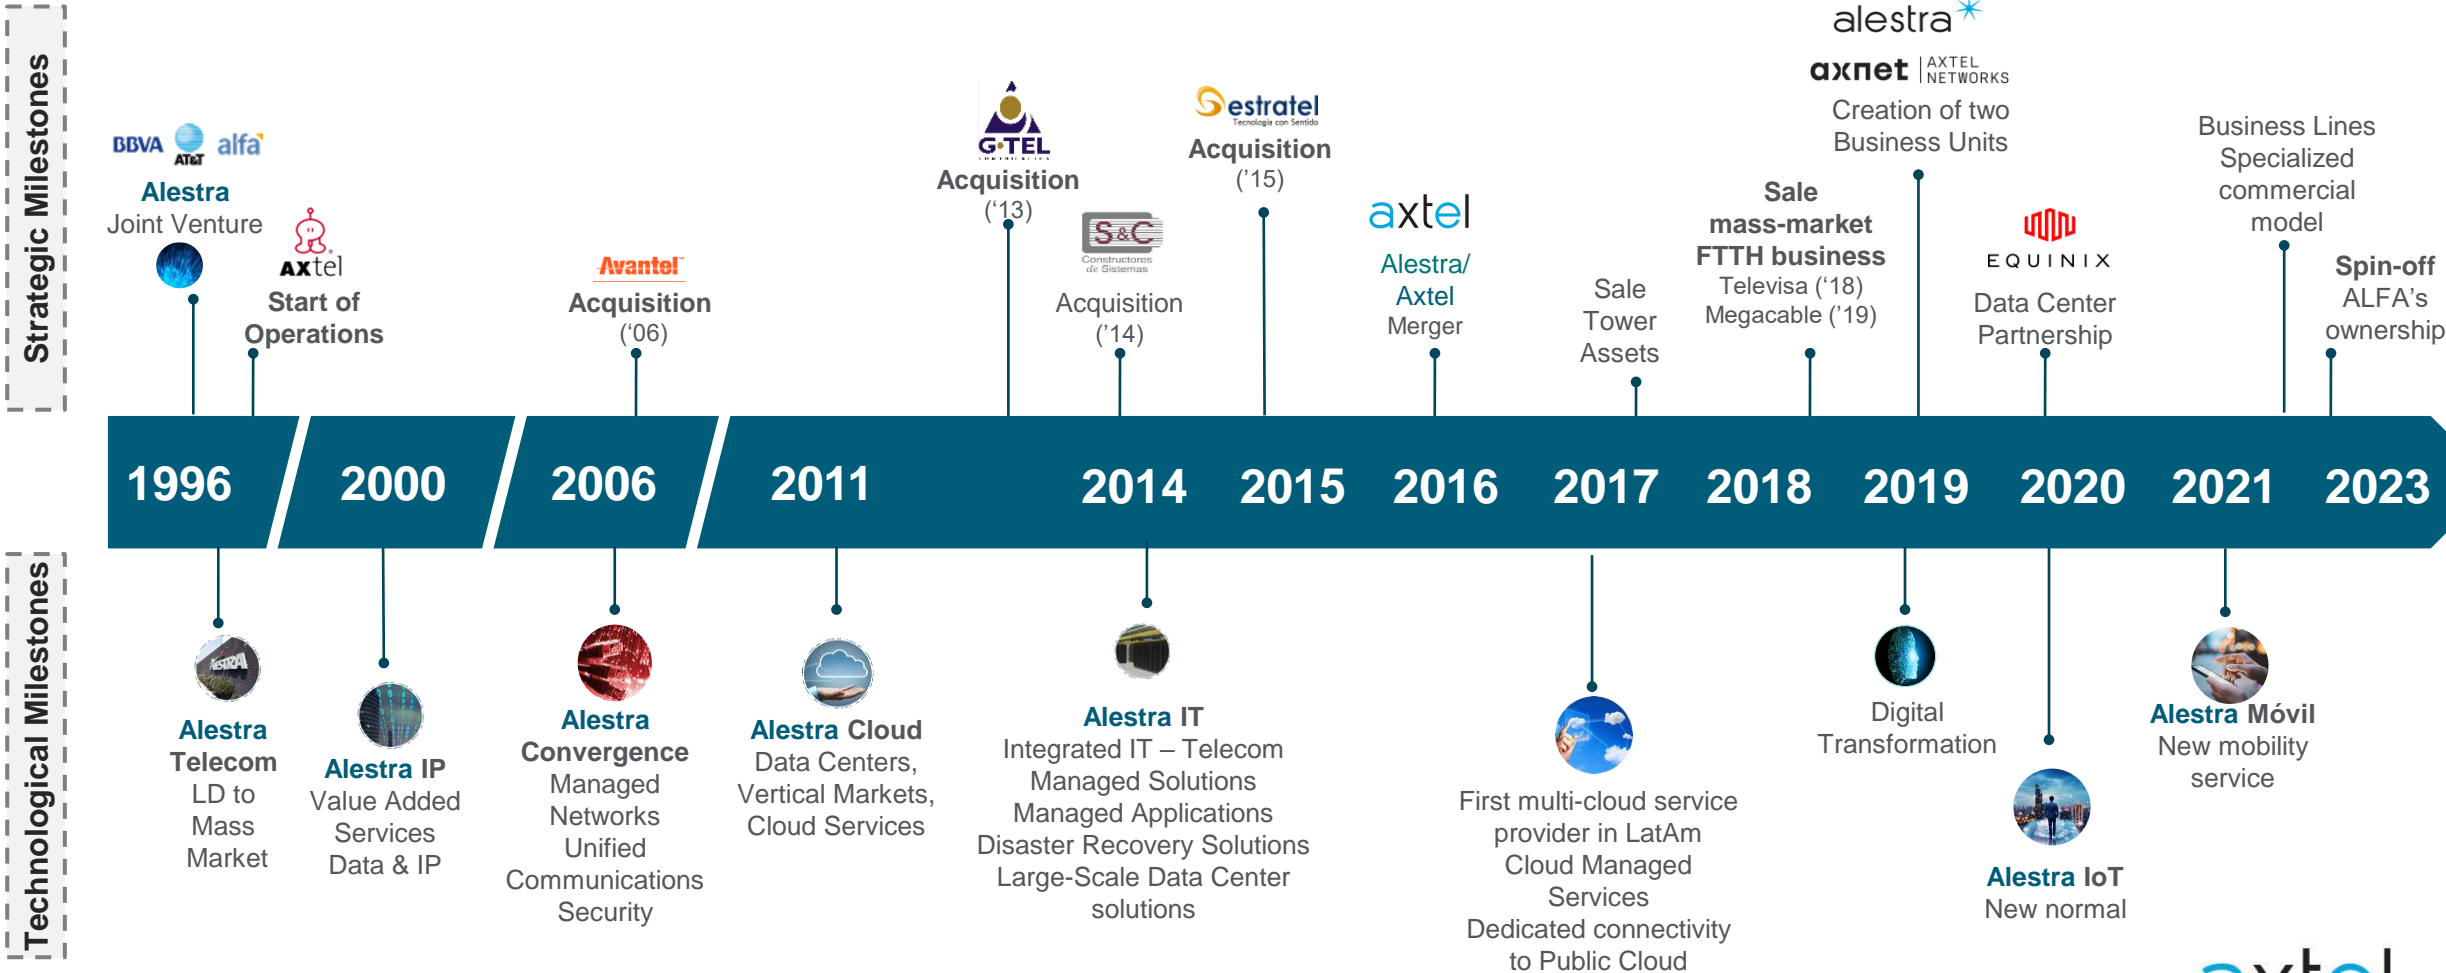 Strategic Milestones
BBVA
AT&T
alfa
Alestra
Joint Venture
AXtel
Start of
Operations
Avantel
Acquisition
(‘06)
G·TEL
Acquisition
(‘13)
S&C
Constructores
de Sistemas
Acquisition
(’14)
estratel
Tecnología con Sentido
Acquisition
(‘15)
axtel
Alestra/
Axtel
Merger
Sale
Tower
Assets
Sale
mass-market
FTTH business
Televisa (‘18)
Megacable (‘19)
alestra
axnet | AXTEL
NETWORKS
Creation of two
Business Units
EQUINIX
Data Center
Partnership
Business Lines
Specialized
commercial
model
Spin-off
ALFA’s
ownership
1996
2000
2006
2011
2014
2015
2016
2017
2018
2019
2020
2021
2023
Technological Milestones
ALESTRA
Alestra
Telecom
LD to
Mass
Market
Alestra IP
Value Added
Services
Data & IP
Alestra
Convergence
Managed
Networks
Unified
Communications
Security
Alestra Cloud
Data Centers,
Vertical Markets,
Cloud Services
Alestra IT
Integrated IT – Telecom
Managed Solutions
Managed Applications
Disaster Recovery Solutions
Large-Scale Data Center
solutions
First multi-cloud service
provider in LatAm
Cloud Managed
Services
Dedicated connectivity
to Public Cloud
Digital
Transformation
Alestra IoT
New normal
Alestra Móvil
New mobility
service
axtel